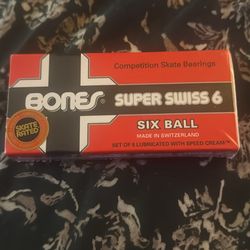 Competition Skate Bearings
BONES® SUPER SWISS 6
SKATE
RATED
SIX BALL
MADE IN SWITZERLAND
SET OF 8 LUBRICATED WITH SPEED CREAM™